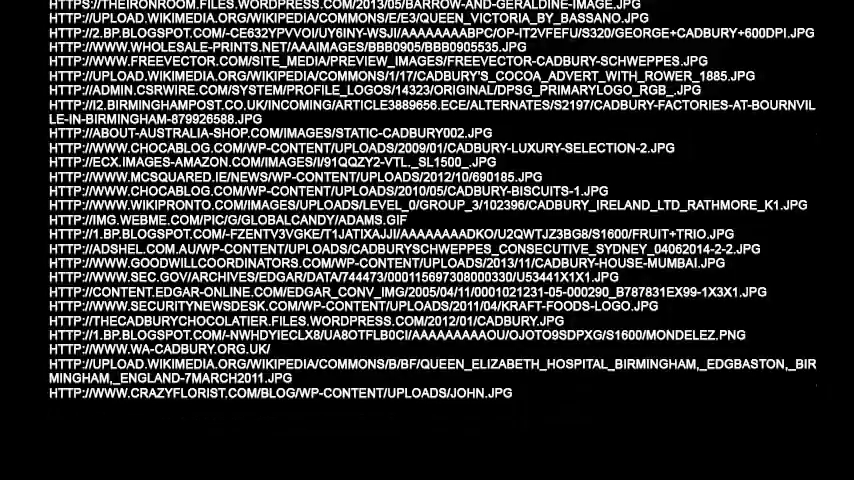 HTTPS://THEIRONROOM.FILES.WORDPRESS.COM/2013/05/BARROW-AND-GERALDINE-IMAGE.JPG
HTTP://UPLOAD.WIKIMEDIA.ORG/WIKIPEDIA/COMMONS/E/E3/QUEEN_VICTORIA_BY_BASSANO.JPG
HTTP://2.BP.BLOGSPOT.COM/-CE632YPVVOI/UY6INY-WSJI/AAAAAAAABPC/OP-IT2VFEFU/S320/GEORGE+CADBURY+600DPI.JPG
HTTP://WWW.WHOLESALE-PRINTS.NET/AAAIMAGES/BBB0905/BBB0905535.JPG
HTTP://WWW.FREEVECTOR.COM/SITE_MEDIA/PREVIEW_IMAGES/FREEVECTOR-CADBURY-SCHWEPPES.JPG
HTTP://UPLOAD.WIKIMEDIA.ORG/WIKIPEDIA/COMMONS/1/17/CADBURY'S_COCOA_ADVERT_WITH_ROWER_1885.JPG
HTTP://ADMIN.CSRWIRE.COM/SYSTEM/PROFILE_LOGOS/14323/ORIGINAL/DPSG_PRIMARYLOGO_RGB_.JPG
HTTP://I2.BIRMINGHAMPOST.CO.UK/INCOMING/ARTICLE3889656.ECE/ALTERNATES/S2197/CADBURY-FACTORIES-AT-BOURNVIL
LE-IN-BIRMINGHAM-879926588.JPG
HTTP://ABOUT-AUSTRALIA-SHOP.COM/IMAGES/STATIC-CADBURY002.JPG
HTTP://WWW.CHOCABLOG.COM/WP-CONTENT/UPLOADS/2009/01/CADBURY-LUXURY-SELECTION-2.JPG
HTTP://ECX.IMAGES-AMAZON.COM/IMAGES/I/91QQZY2-VTL._SL1500_.JPG
HTTP://WWW.MCSQUARED.IE/NEWS/WP-CONTENT/UPLOADS/2012/10/690185.JPG
HTTP://WWW.CHOCABLOG.COM/WP-CONTENT/UPLOADS/2010/05/CADBURY-BISCUITS-1.JPG
HTTP://WWW.WIKIPRONTO.COM/IMAGES/UPLOADS/LEVEL_0/GROUP_3/102396/CADBURY_IRELAND_LTD_RATHMORE_K1.JPG
HTTP://IMG.WEBME.COM/PIC/G/GLOBALCANDY/ADAMS.GIF
HTTP://1.BP.BLOGSPOT.COM/-FZENTV3VGKE/T1JATIXAJJI/AAAAAAAADKO/U2QWTJZ3BG8/S1600/FRUIT+TRIO.JPG
HTTP://ADSHEL.COM.AU/WP-CONTENT/UPLOADS/CADBURYSCHWEPPES_CONSECUTIVE_SYDNEY_04062014-2-2.JPG
HTTP://WWW.GOODWILLCOORDINATORS.COM/WP-CONTENT/UPLOADS/2013/11/CADBURY-HOUSE-MUMBAI.JPG
HTTP://WWW.SEC.GOV/ARCHIVES/EDGAR/DATA/744473/000115697308000330/U53441X1X1.JPG
HTTP://CONTENT.EDGAR-ONLINE.COM/EDGAR_CONV_IMG/2005/04/11/0001021231-05-000290_B787831EX99-1X3X1.JPG
HTTP://WWW.SECURITYNEWSDESK.COM/WP-CONTENT/UPLOADS/2011/04/KRAFT-FOODS-LOGO.JPG
HTTP://THECADBURYCHOCOLATIER.FILES.WORDPRESS.COM/2012/01/CADBURY.JPG
HTTP://1.BP.BLOGSPOT.COM/-NWHDYIECLX8/UA8OTFLB0CI/AAAAAAAAAOU/OJOTO9SDPXG/S1600/MONDELEZ.PNG
HTTP://WWW.WA-CADBURY.ORG.UK/
HTTP://UPLOAD.WIKIMEDIA.ORG/WIKIPEDIA/COMMONS/B/BF/QUEEN_ELIZABETH_HOSPITAL_BIRMINGHAM,_EDGBASTON,_BIR
MINGHAM,_ENGLAND-7MARCH2011.JPG
HTTP://WWW.CRAZYFLORIST.COM/BLOG/WP-CONTENT/UPLOADS/JOHN.JPG